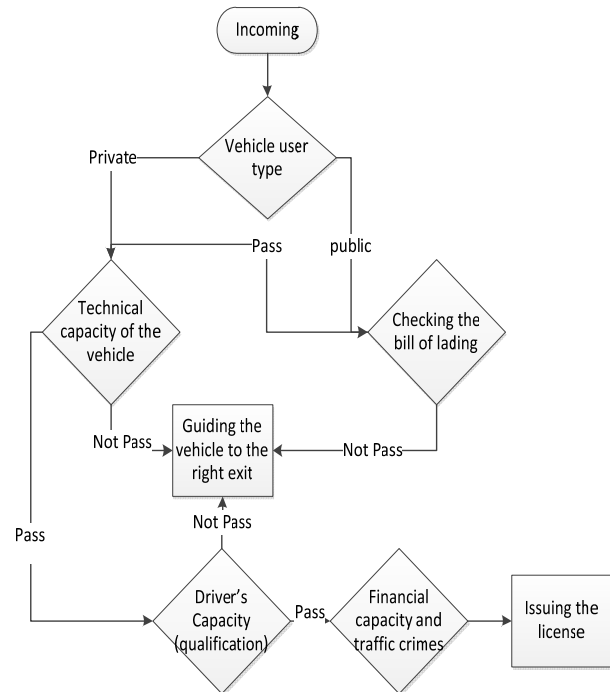 Incoming
Vehicle user
type
Private
Pass
public
Technical
capacity of the
vehicle
Checking the
bill of lading
Guiding the
vehicle to the
right exit
Not Pass
Not Pass
Not Pass
Pass
Driver's
Capacity
(qualification)
Pass
Financial
capacity and
traffic crimes
Issuing the
license